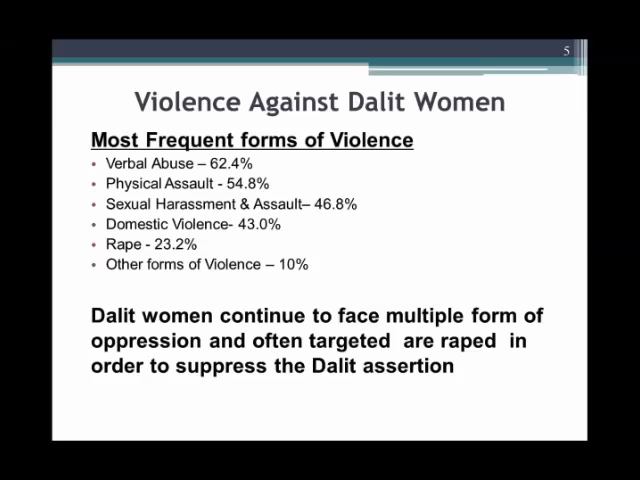 5
Violence Against Dalit Women
Most Frequent forms of Violence
• Verbal Abuse – 62.4%
• Physical Assault - 54.8%
• Sexual Harassment & Assault– 46.8%
• Domestic Violence- 43.0%
• Rape - 23.2%
• Other forms of Violence – 10%
Dalit women continue to face multiple form of
oppression and often targeted are raped in
order to suppress the Dalit assertion